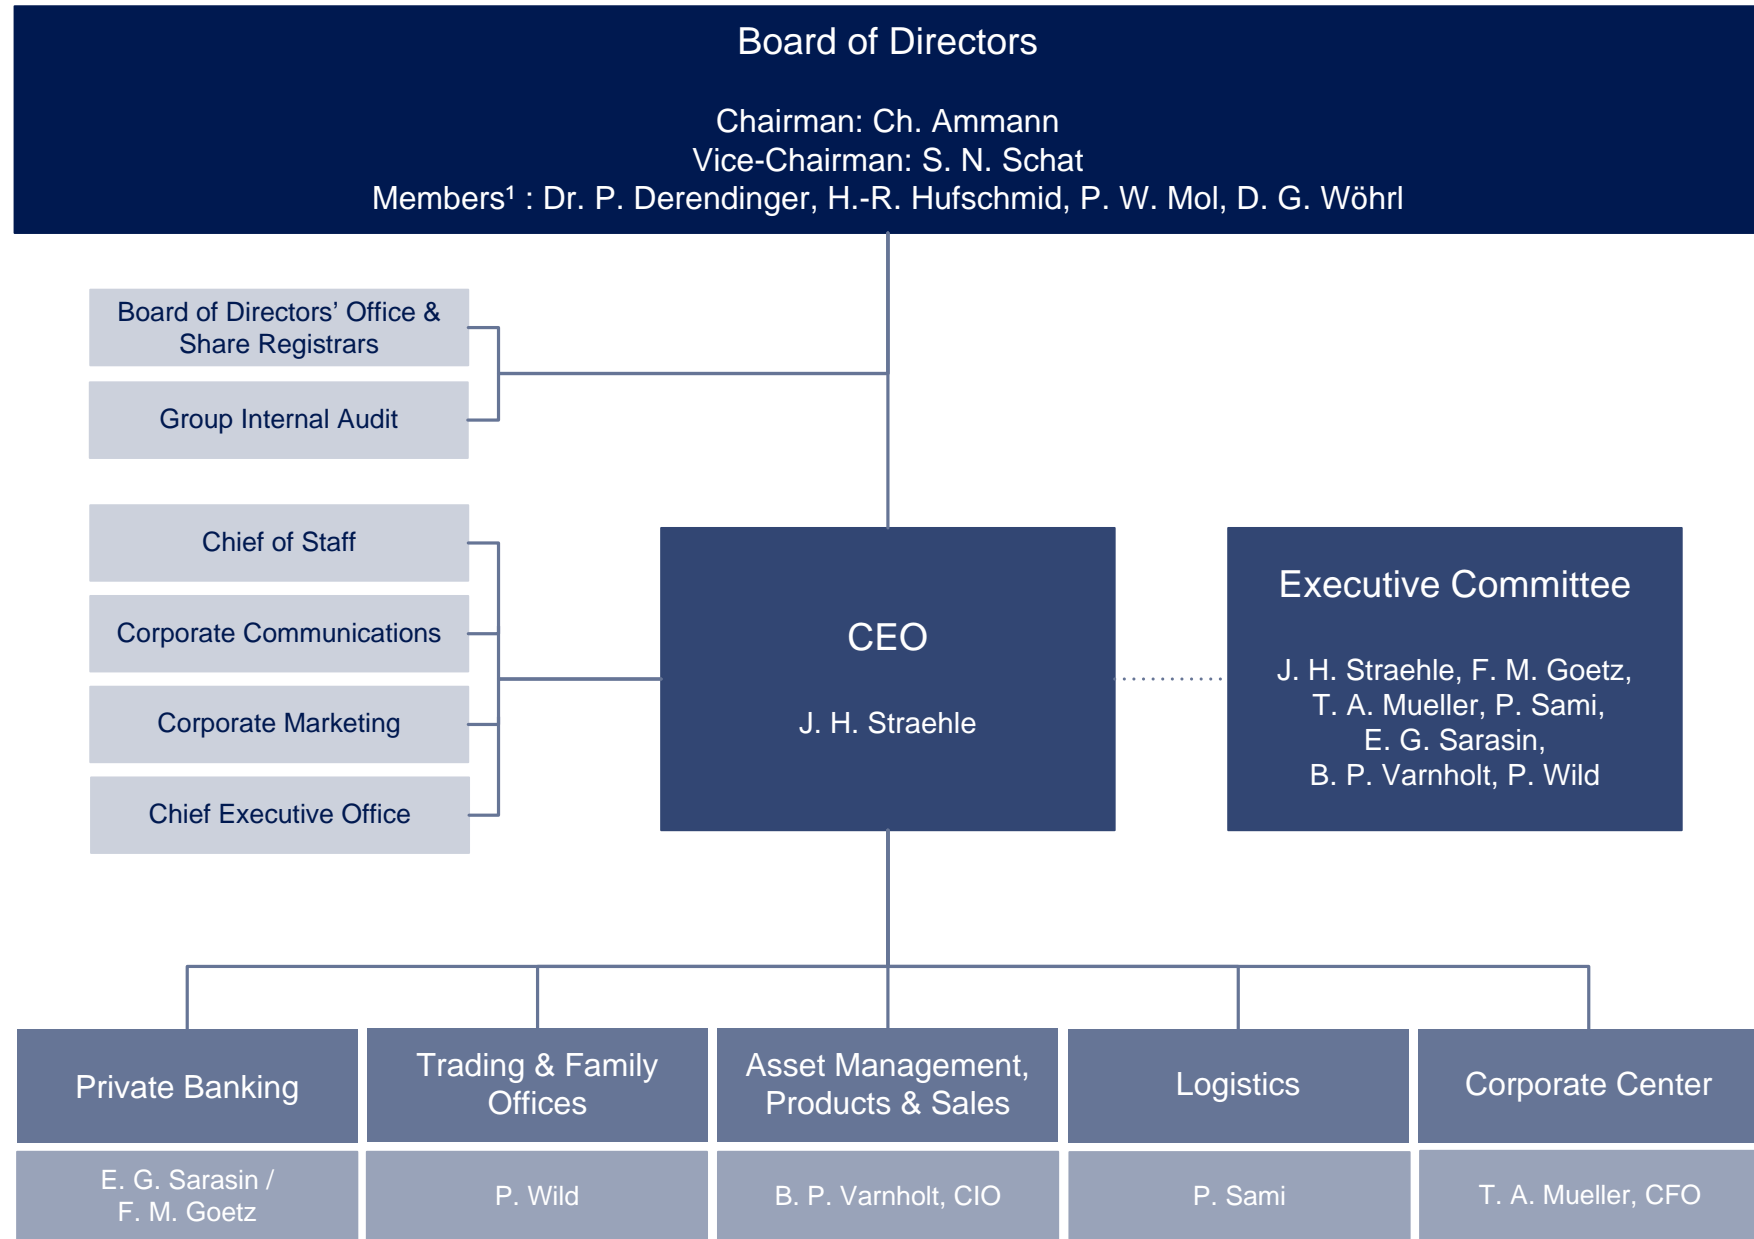 Board of Directors
Chairman: Ch. Ammann
Vice-Chairman: S. N. Schat
Members¹ : Dr. P. Derendinger, H.-R. Hufschmid, P. W. Mol, D. G. Wöhrl
Board of Directors’ Office &
Share Registrars
Group Internal Audit
Chief of Staff
Corporate Communications
Corporate Marketing
Chief Executive Office
CEO
J. H. Straehle
Executive Committee
J. H. Straehle, F. M. Goetz,
T. A. Mueller, P. Sami,
E. G. Sarasin,
B. P. Varnholt, P. Wild
Private Banking
E. G. Sarasin /
F. M. Goetz
Trading & Family
Offices
P. Wild
Asset Management,
Products & Sales
B. P. Varnholt, CIO
Logistics
P. Sami
Corporate Center
T. A. Mueller, CFO